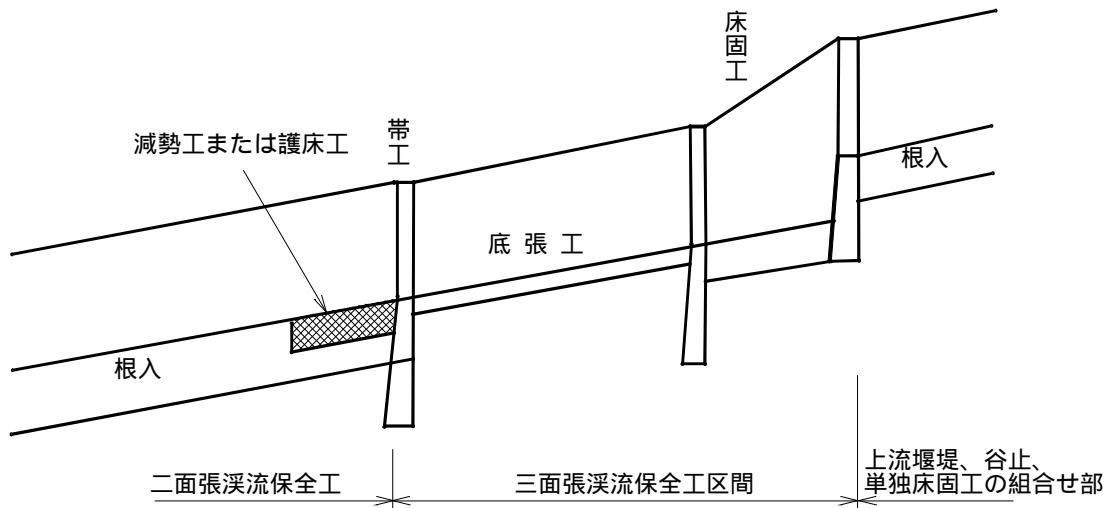 床固工
減勢工または護床工
帯工
根入
底張工
根入
二面張渓流保全工
三面張渓流保全工区間
上流堰堤、谷止、
単独床固工の組合せ部